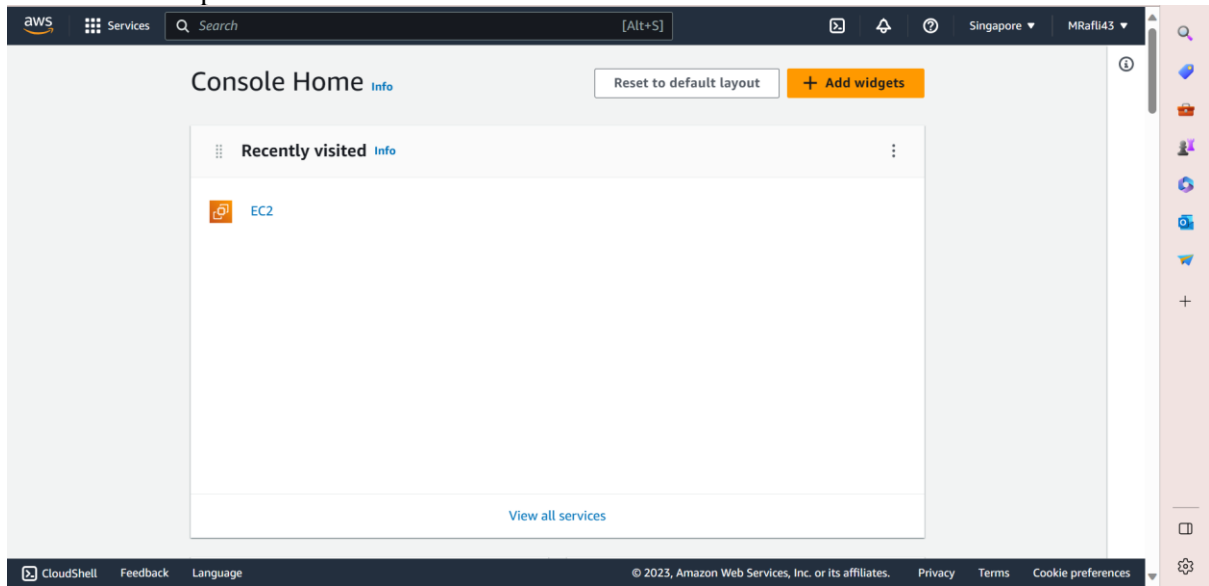 aws Services Search [Alt+S] Singapore MRafli43
Console Home Info Reset to default layout + Add widgets
Recently visited Info
EC2
View all services
CloudShell Feedback Language © 2023, Amazon Web Services, Inc. or its affiliates. Privacy Terms Cookie preferences